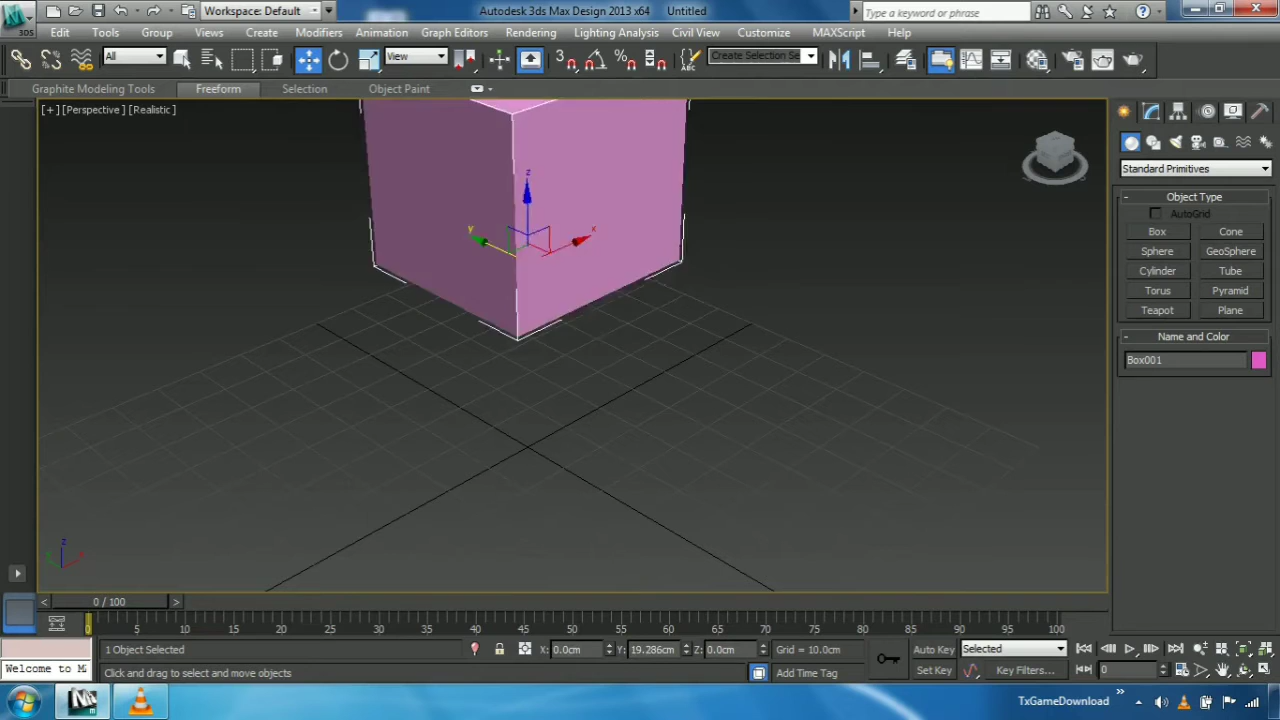 Workspace: Default
Autodesk 3ds Max Design 2013 x64 Untitled
Type a keyword or phrase
3DS
Edit Tools Group Views Create Modifiers Animation Graph Editors Rendering Lighting Analysis Civil View Customize MAXScript Help
All
View
3
Create Selection Se
Graphite Modeling Tools Freeform Selection Object Paint
[+] [Perspective] [Realistic]
Standard Primitives
- Object Type
AutoGrid
Box Cone
Sphere GeoSphere
Cylinder Tube
Torus Pyramid
Teapot Plane
- Name and Color
Box001
z
y
x
z
0 / 100
0 5 10 15 20 25 30 35 40 45 50 55 60 65 70 75 80 85 90 95 100
1 Object Selected
X: 0.0cm Y: 19.286cm Z: 0.0cm
Grid = 10.0cm
Auto Key Selected
Welcome to M
Click and drag to select and move objects
Add Time Tag
Set Key Key Filters...
0
TxGameDownload